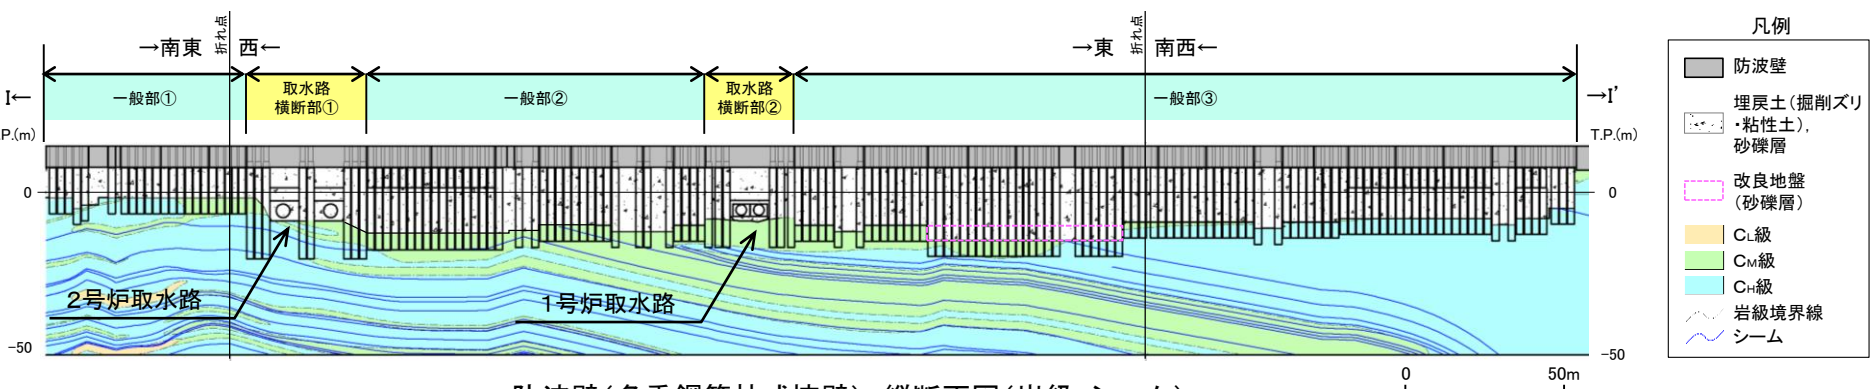 →南東
折れ点
西←
→東
折れ点
南西←
凡例
I←
一般部①
取水路
横断部①
一般部②
取水路
横断部②
一般部③
→I'
.P.(m)
T.P.(m)
0
0
-50
-50
2号炉取水路
1号炉取水路
防波壁
埋戻土(掘削ズリ
・粘性土),
砂礫層
改良地盤
(砂礫層)
CL級
CM級
CH級
岩級境界線
シーム
0
50m